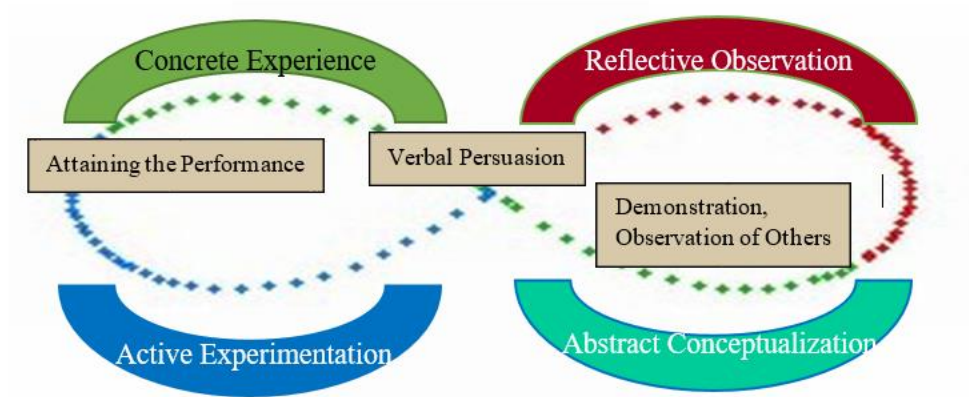 Concrete Experience
Reflective Observation
Attaining the Performance
Verbal Persuasion
Demonstration,
Observation of Others
Active Experimentation
Abstract Conceptualization